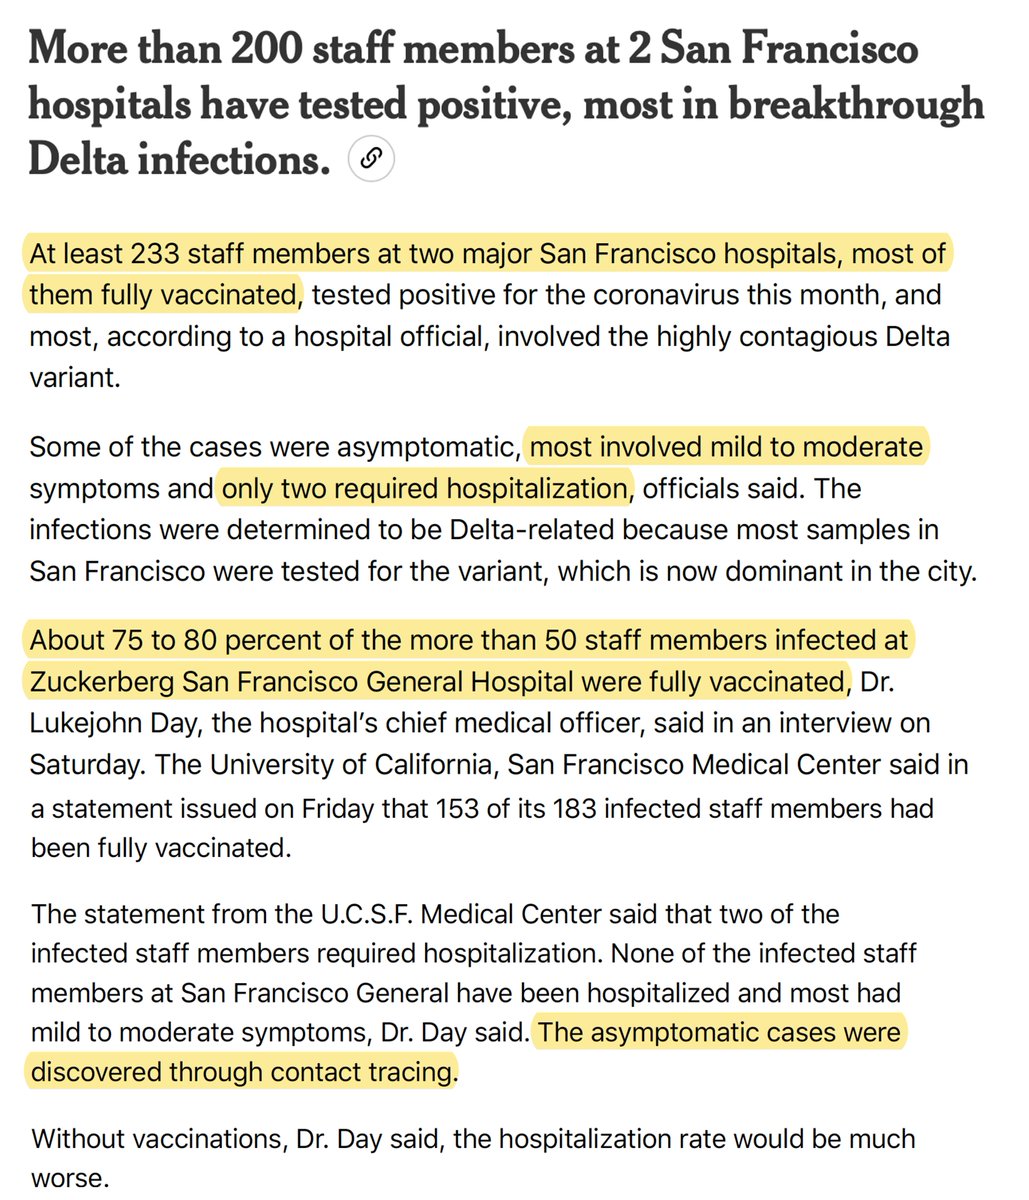 More than 200 staff members at 2 San Francisco
hospitals have tested positive, most in breakthrough
Delta infections.
At least 233 staff members at two major San Francisco hospitals, most of
them fully vaccinated, tested positive for the coronavirus this month, and
most, according to a hospital official, involved the highly contagious Delta
variant.
Some of the cases were asymptomatic, most involved mild to moderate
symptoms and only two required hospitalization, officials said. The
infections were determined to be Delta-related because most samples in
San Francisco were tested for the variant, which is now dominant in the city.
About 75 to 80 percent of the more than 50 staff members infected at
Zuckerberg San Francisco General Hospital were fully vaccinated, Dr.
Lukejohn Day, the hospital’s chief medical officer, said in an interview on
Saturday. The University of California, San Francisco Medical Center said in
a statement issued on Friday that 153 of its 183 infected staff members had
been fully vaccinated.
The statement from the U.C.S.F. Medical Center said that two of the
infected staff members required hospitalization. None of the infected staff
members at San Francisco General have been hospitalized and most had
mild to moderate symptoms, Dr. Day said. The asymptomatic cases were
discovered through contact tracing.
Without vaccinations, Dr. Day said, the hospitalization rate would be much
worse.